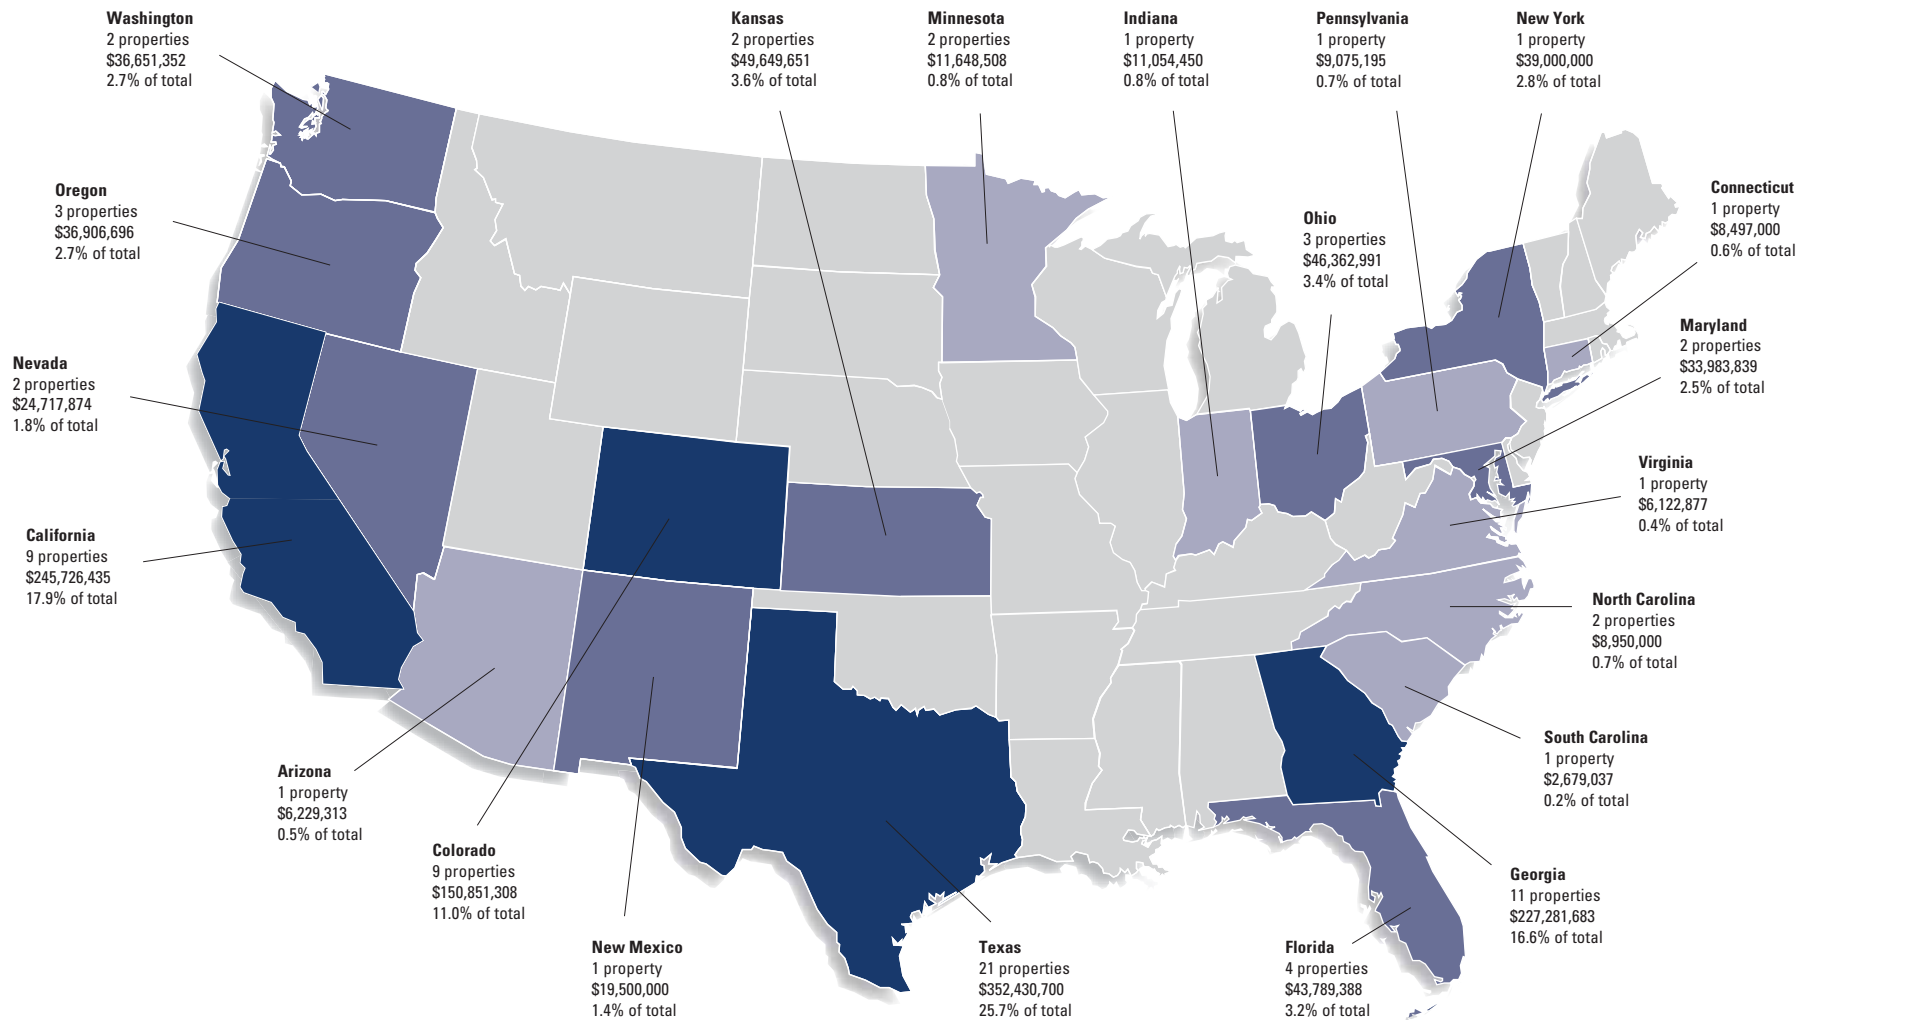 Washington
2 properties
$36,651,352
2.7% of total
Kansas
2 properties
$49,649,651
3.6% of total
Minnesota
2 properties
$11,648,508
0.8% of total
Indiana
1 property
$11,054,450
0.8% of total
Pennsylvania
1 property
$9,075,195
0.7% of total
New York
1 property
$39,000,000
2.8% of total
Oregon
3 properties
$36,906,696
2.7% of total
Ohio
3 properties
$46,362,991
3.4% of total
Connecticut
1 property
$8,497,000
0.6% of total
Maryland
2 properties
$33,983,839
2.5% of total
Nevada
2 properties
$24,717,874
1.8% of total
Virginia
1 property
$6,122,877
0.4% of total
California
9 properties
$245,726,435
17.9% of total
North Carolina
2 properties
$8,950,000
0.7% of total
South Carolina
1 property
$2,679,037
0.2% of total
Arizona
1 property
$6,229,313
0.5% of total
Colorado
9 properties
$150,851,308
11.0% of total
Georgia
11 properties
$227,281,683
16.6% of total
New Mexico
1 property
$19,500,000
1.4% of total
Texas
21 properties
$352,430,700
25.7% of total
Florida
4 properties
$43,789,388
3.2% of total